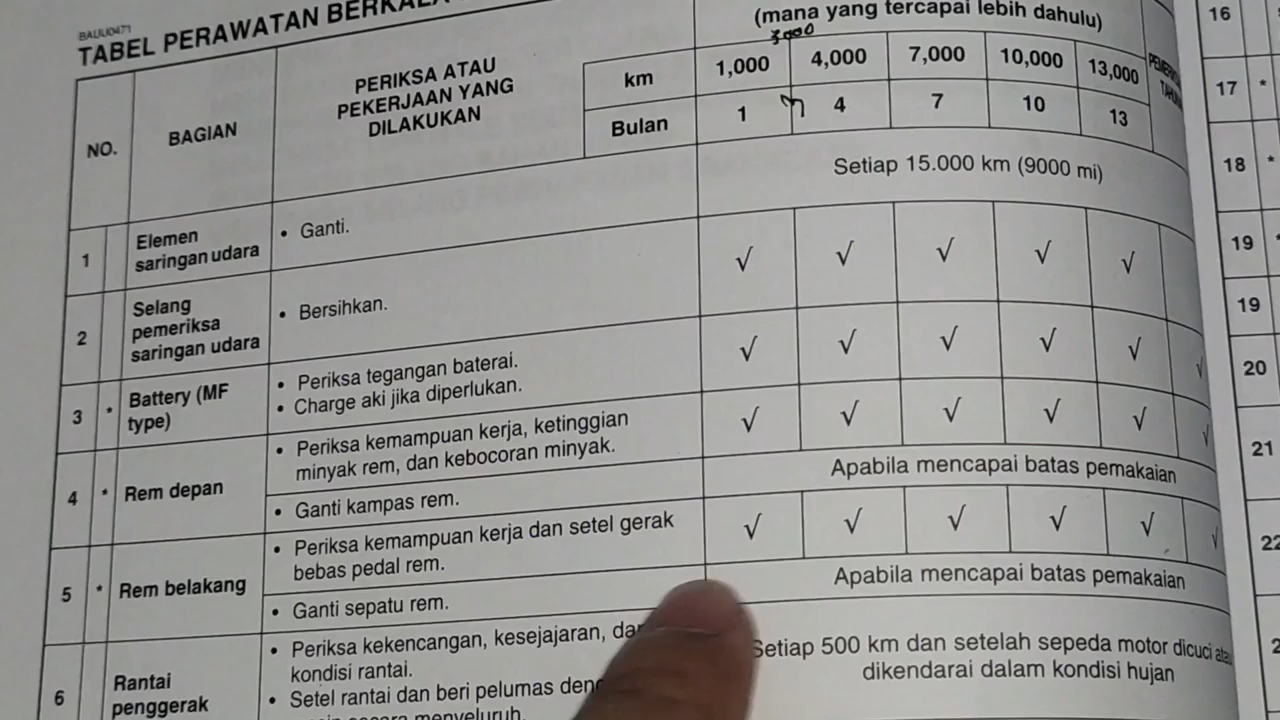 BAUU0471
TABEL PERAWATAN BERKALA
NO.
BAGIAN
PERIKSA ATAU
PEKERJAAN YANG
DILAKUKAN
(mana yang tercapai lebih dahulu)
3000
km
1,000
4,000
7,000
10,000
13,000
Bulan
1
4
7
10
13
1
Elemen
saringan udara
• Ganti.
Setiap 15.000 km (9000 mi)
2
Selang
pemeriksa
saringan udara
• Bersihkan.
√ √ √ √ √
3 *
Battery (MF
type)
• Periksa tegangan baterai.
• Charge aki jika diperlukan.
√ √ √ √ √ √
4 *
Rem depan
• Periksa kemampuan kerja, ketinggian
minyak rem, dan kebocoran minyak.
√ √ √ √ √ √
• Ganti kampas rem.
Apabila mencapai batas pemakaian
5 *
Rem belakang
• Periksa kemampuan kerja dan setel gerak
bebas pedal rem.
√ √ √ √ √ √
• Ganti sepatu rem.
Apabila mencapai batas pemakaian
6
Rantai
penggerak
• Periksa kekencangan, kesejajaran,
kondisi rantai.
• Setel rantai dan beri pelumas
menyeluruh.
Setiap 500 km dan setelah sepeda motor dicuci atau
dikendarai dalam kondisi hujan
16
17 *
18 *
19
19
20
21
22